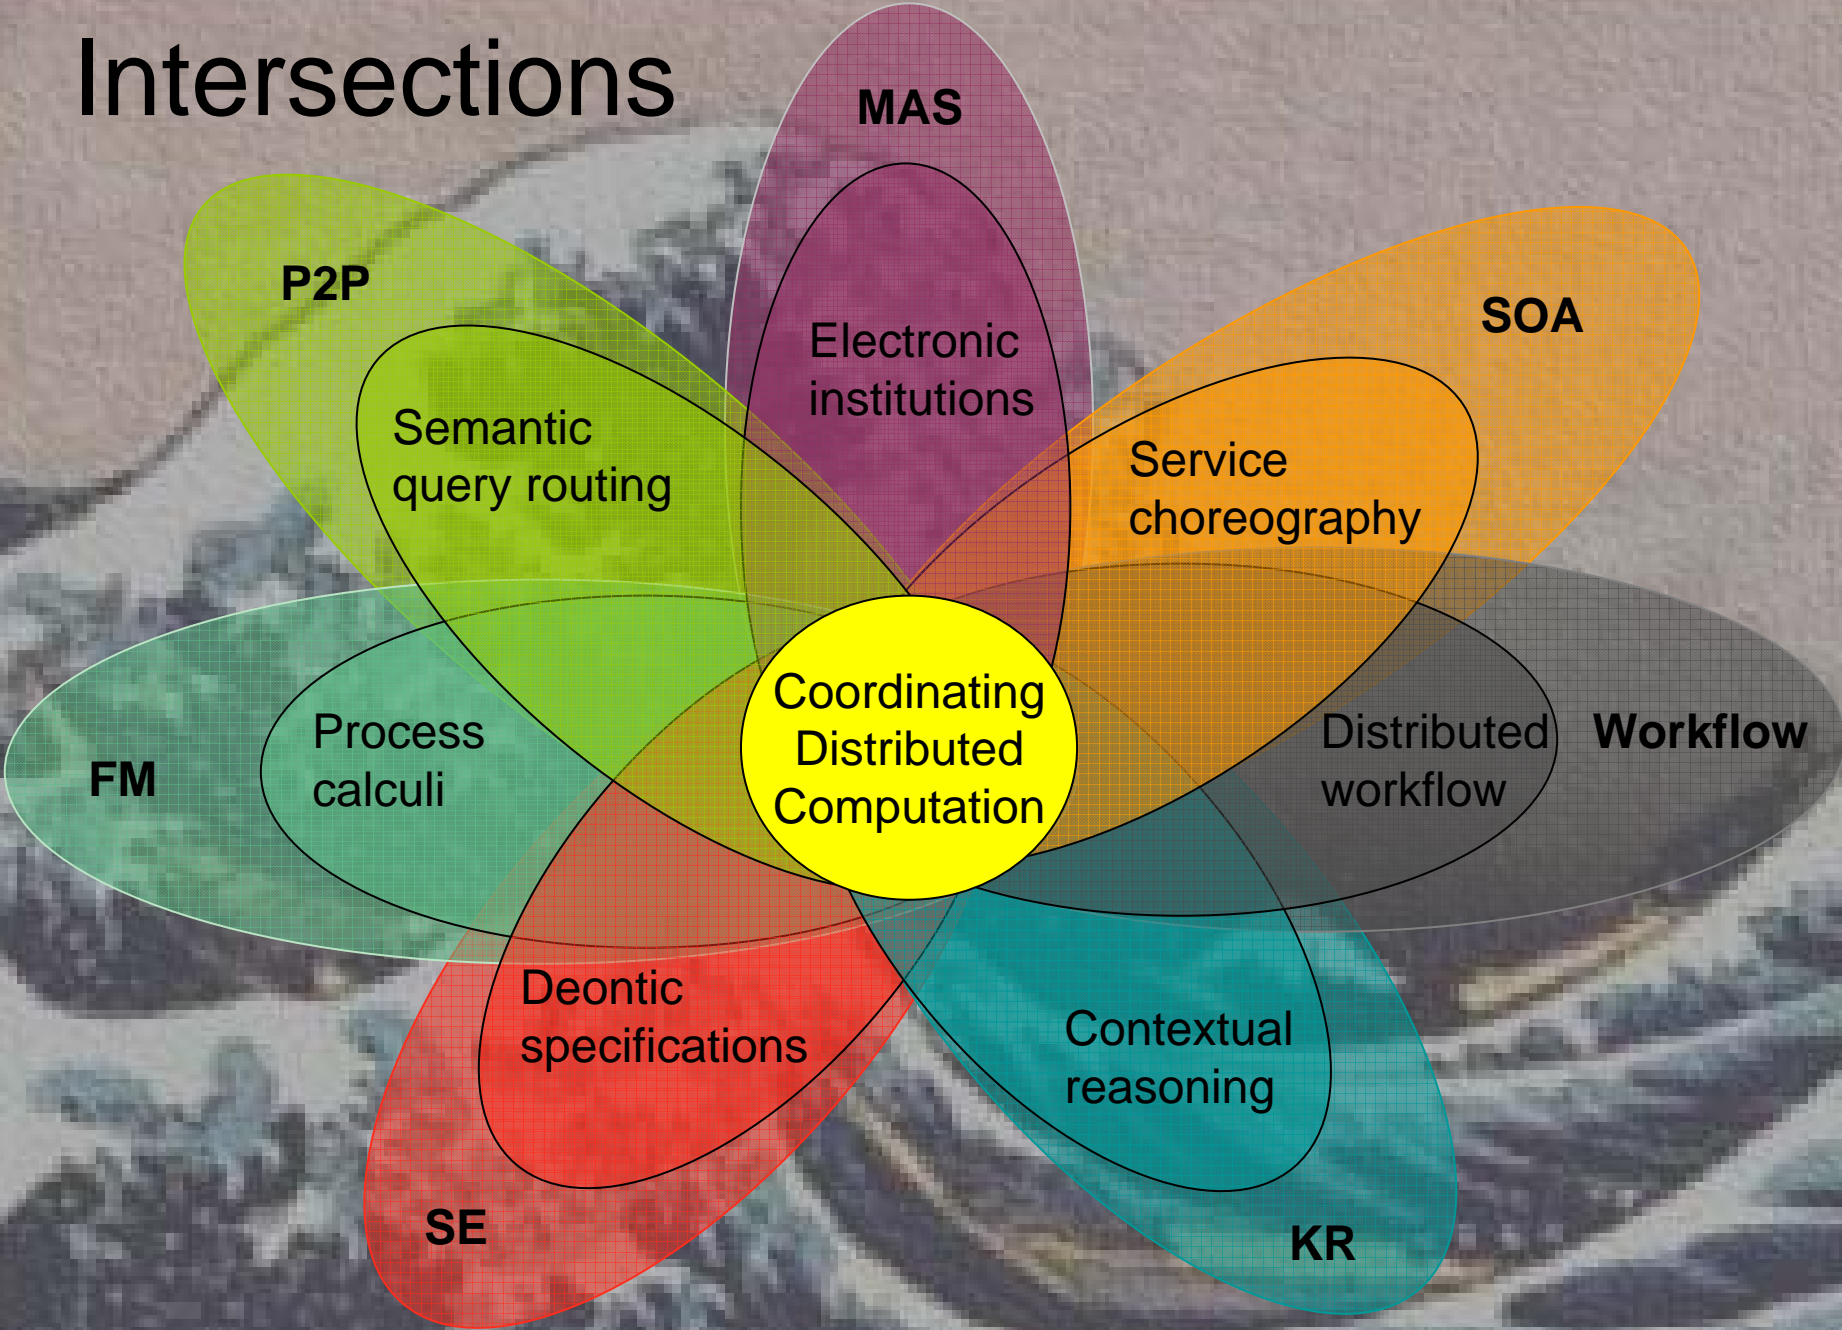 Intersections
MAS
P2P
SOA
Electronic
institutions
Semantic
query routing
Service
choreography
Coordinating
Distributed
Computation
Process
calculi
FM
Distributed
workflow
Workflow
Deontic
specifications
Contextual
reasoning
SE
KR